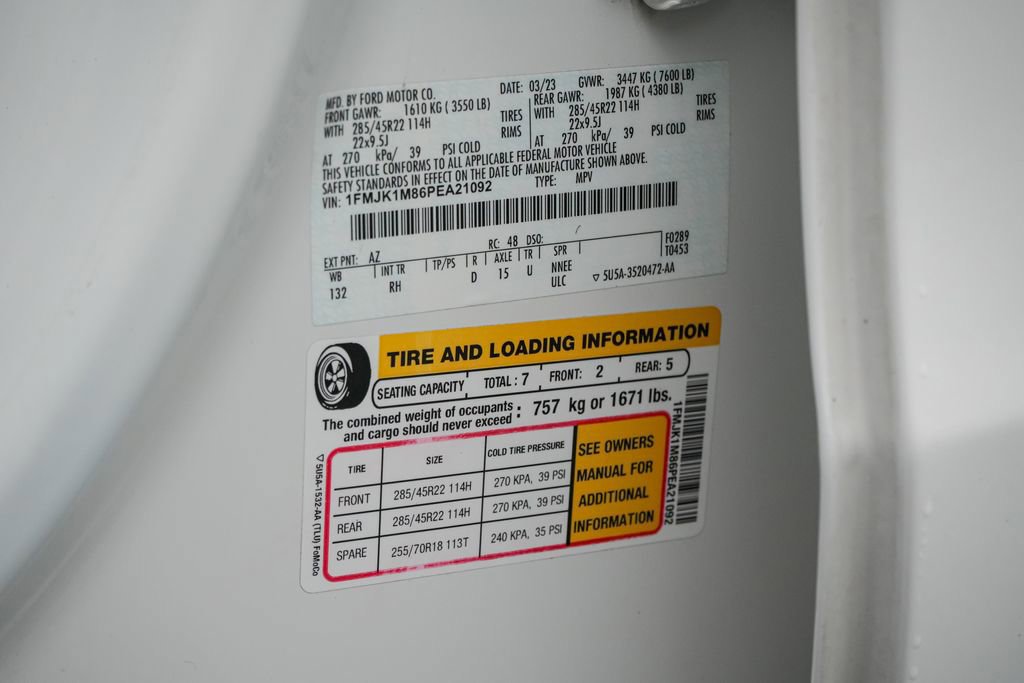 MFD. BY FORD MOTOR CO. DATE: 03/23 GVWR: 3447 KG ( 7600 LB)
FRONT GAWR: 1610 KG ( 3550 LB) REAR GAWR: 1987 KG ( 4380 LB)
WITH 285/45R22 114H TIRES WITH 285/45R22 114H TIRES
22x9.5J RIMS 22x9.5J RIMS
AT 270 kPa/ 39 PSI COLD AT 270 kPa/ 39 PSI COLD
THIS VEHICLE CONFORMS TO ALL APPLICABLE FEDERAL MOTOR VEHICLE
SAFETY STANDARDS IN EFFECT ON THE DATE OF MANUFACTURE SHOWN ABOVE.
VIN: 1FMJK1M86PEA21092 TYPE: MPV
EXT PNT: AZ RC: 48 DSO: F0289
WB INT TR TP/PS R AXLE TR SPR T0453
132 RH D 15 U NNEE
ULC ▽ 5U5A-3520472-AA
TIRE AND LOADING INFORMATION
SEATING CAPACITY TOTAL : 7 FRONT: 2 REAR: 5
The combined weight of occupants and cargo should never exceed : 757 kg or 1671 lbs.
TIRE SIZE COLD TIRE PRESSURE
FRONT 285/45R22 114H 270 KPA, 39 PSI
REAR 285/45R22 114H 270 KPA, 39 PSI
SPARE 255/70R18 113T 240 KPA, 35 PSI
SEE OWNERS
MANUAL FOR
ADDITIONAL
INFORMATION
▽ 5U5A-1532-AA (TLU) FoMoCo
1FMJK1M86PEA21092